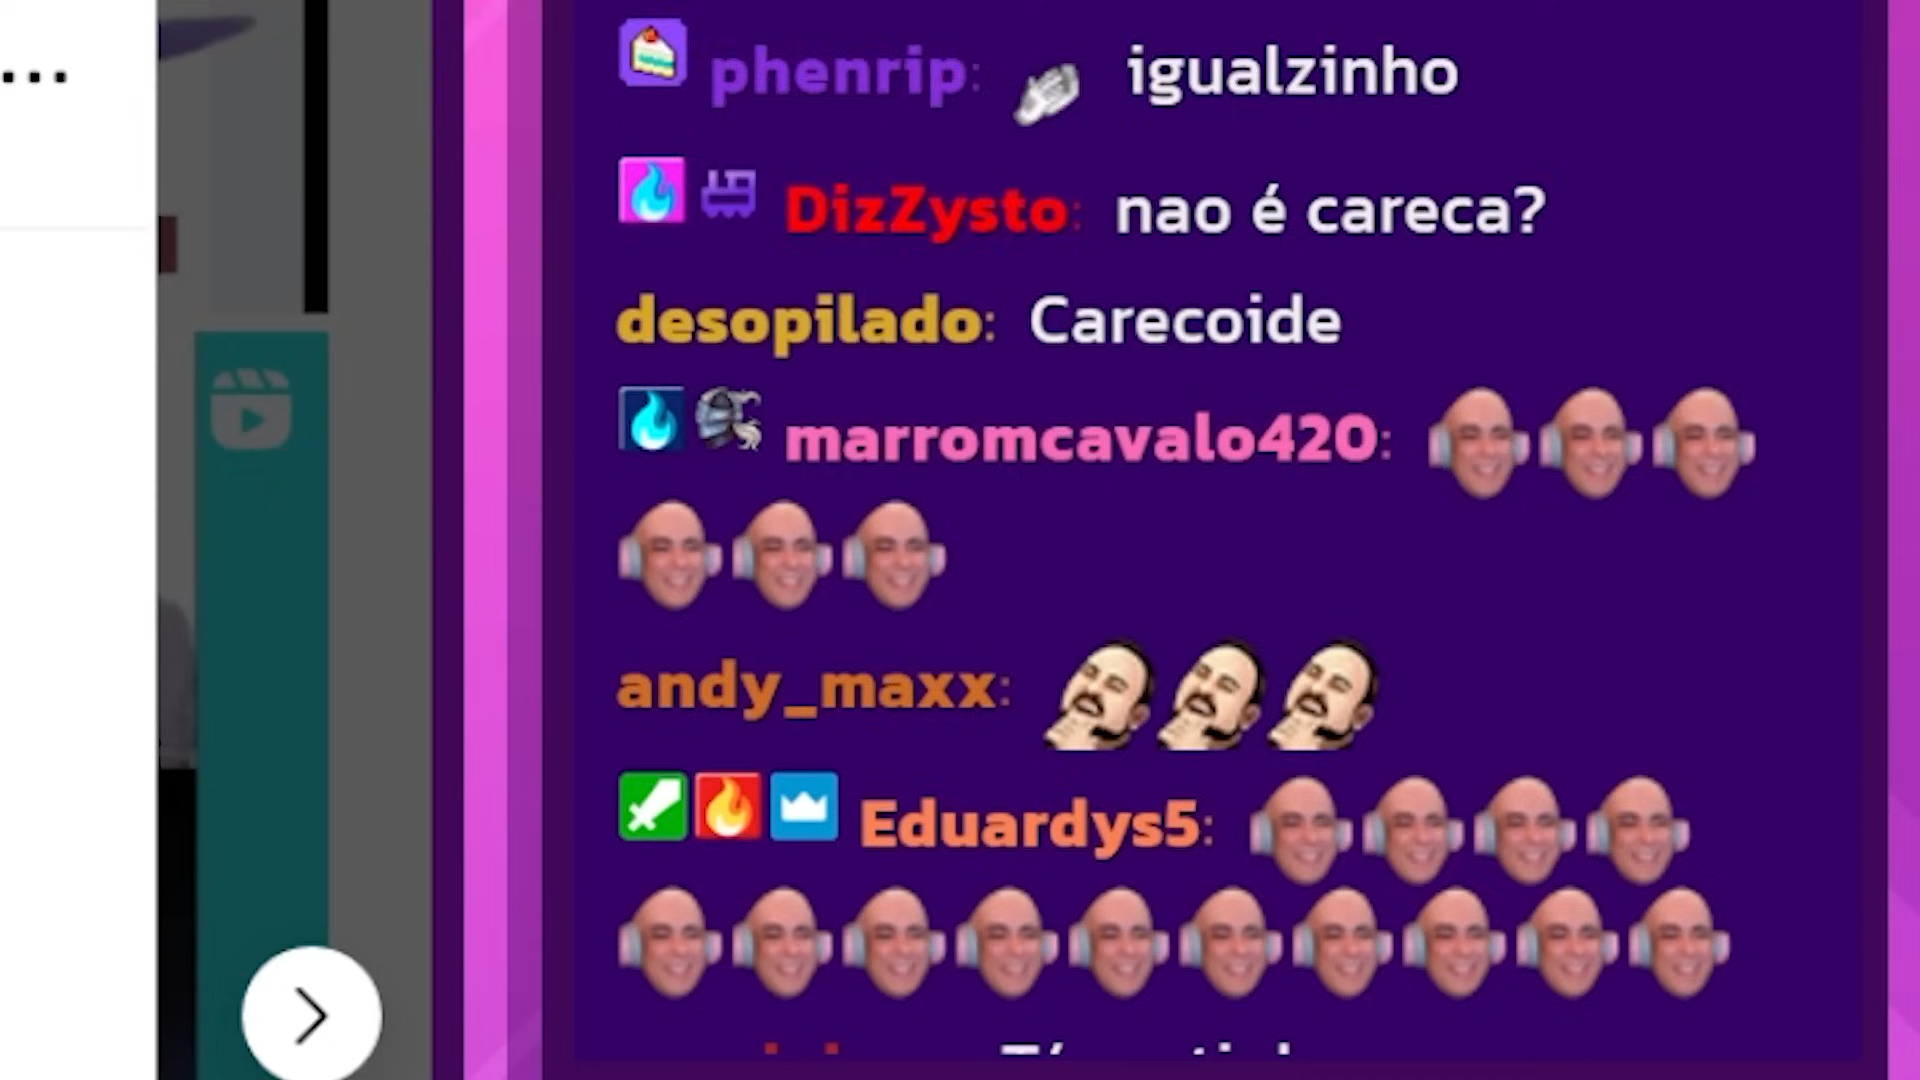 phenrip: igualzinho
DizZysto: nao é careca?
desopilado: Carecoide
marromcavalo420:
andy_maxx:
Eduardys5: